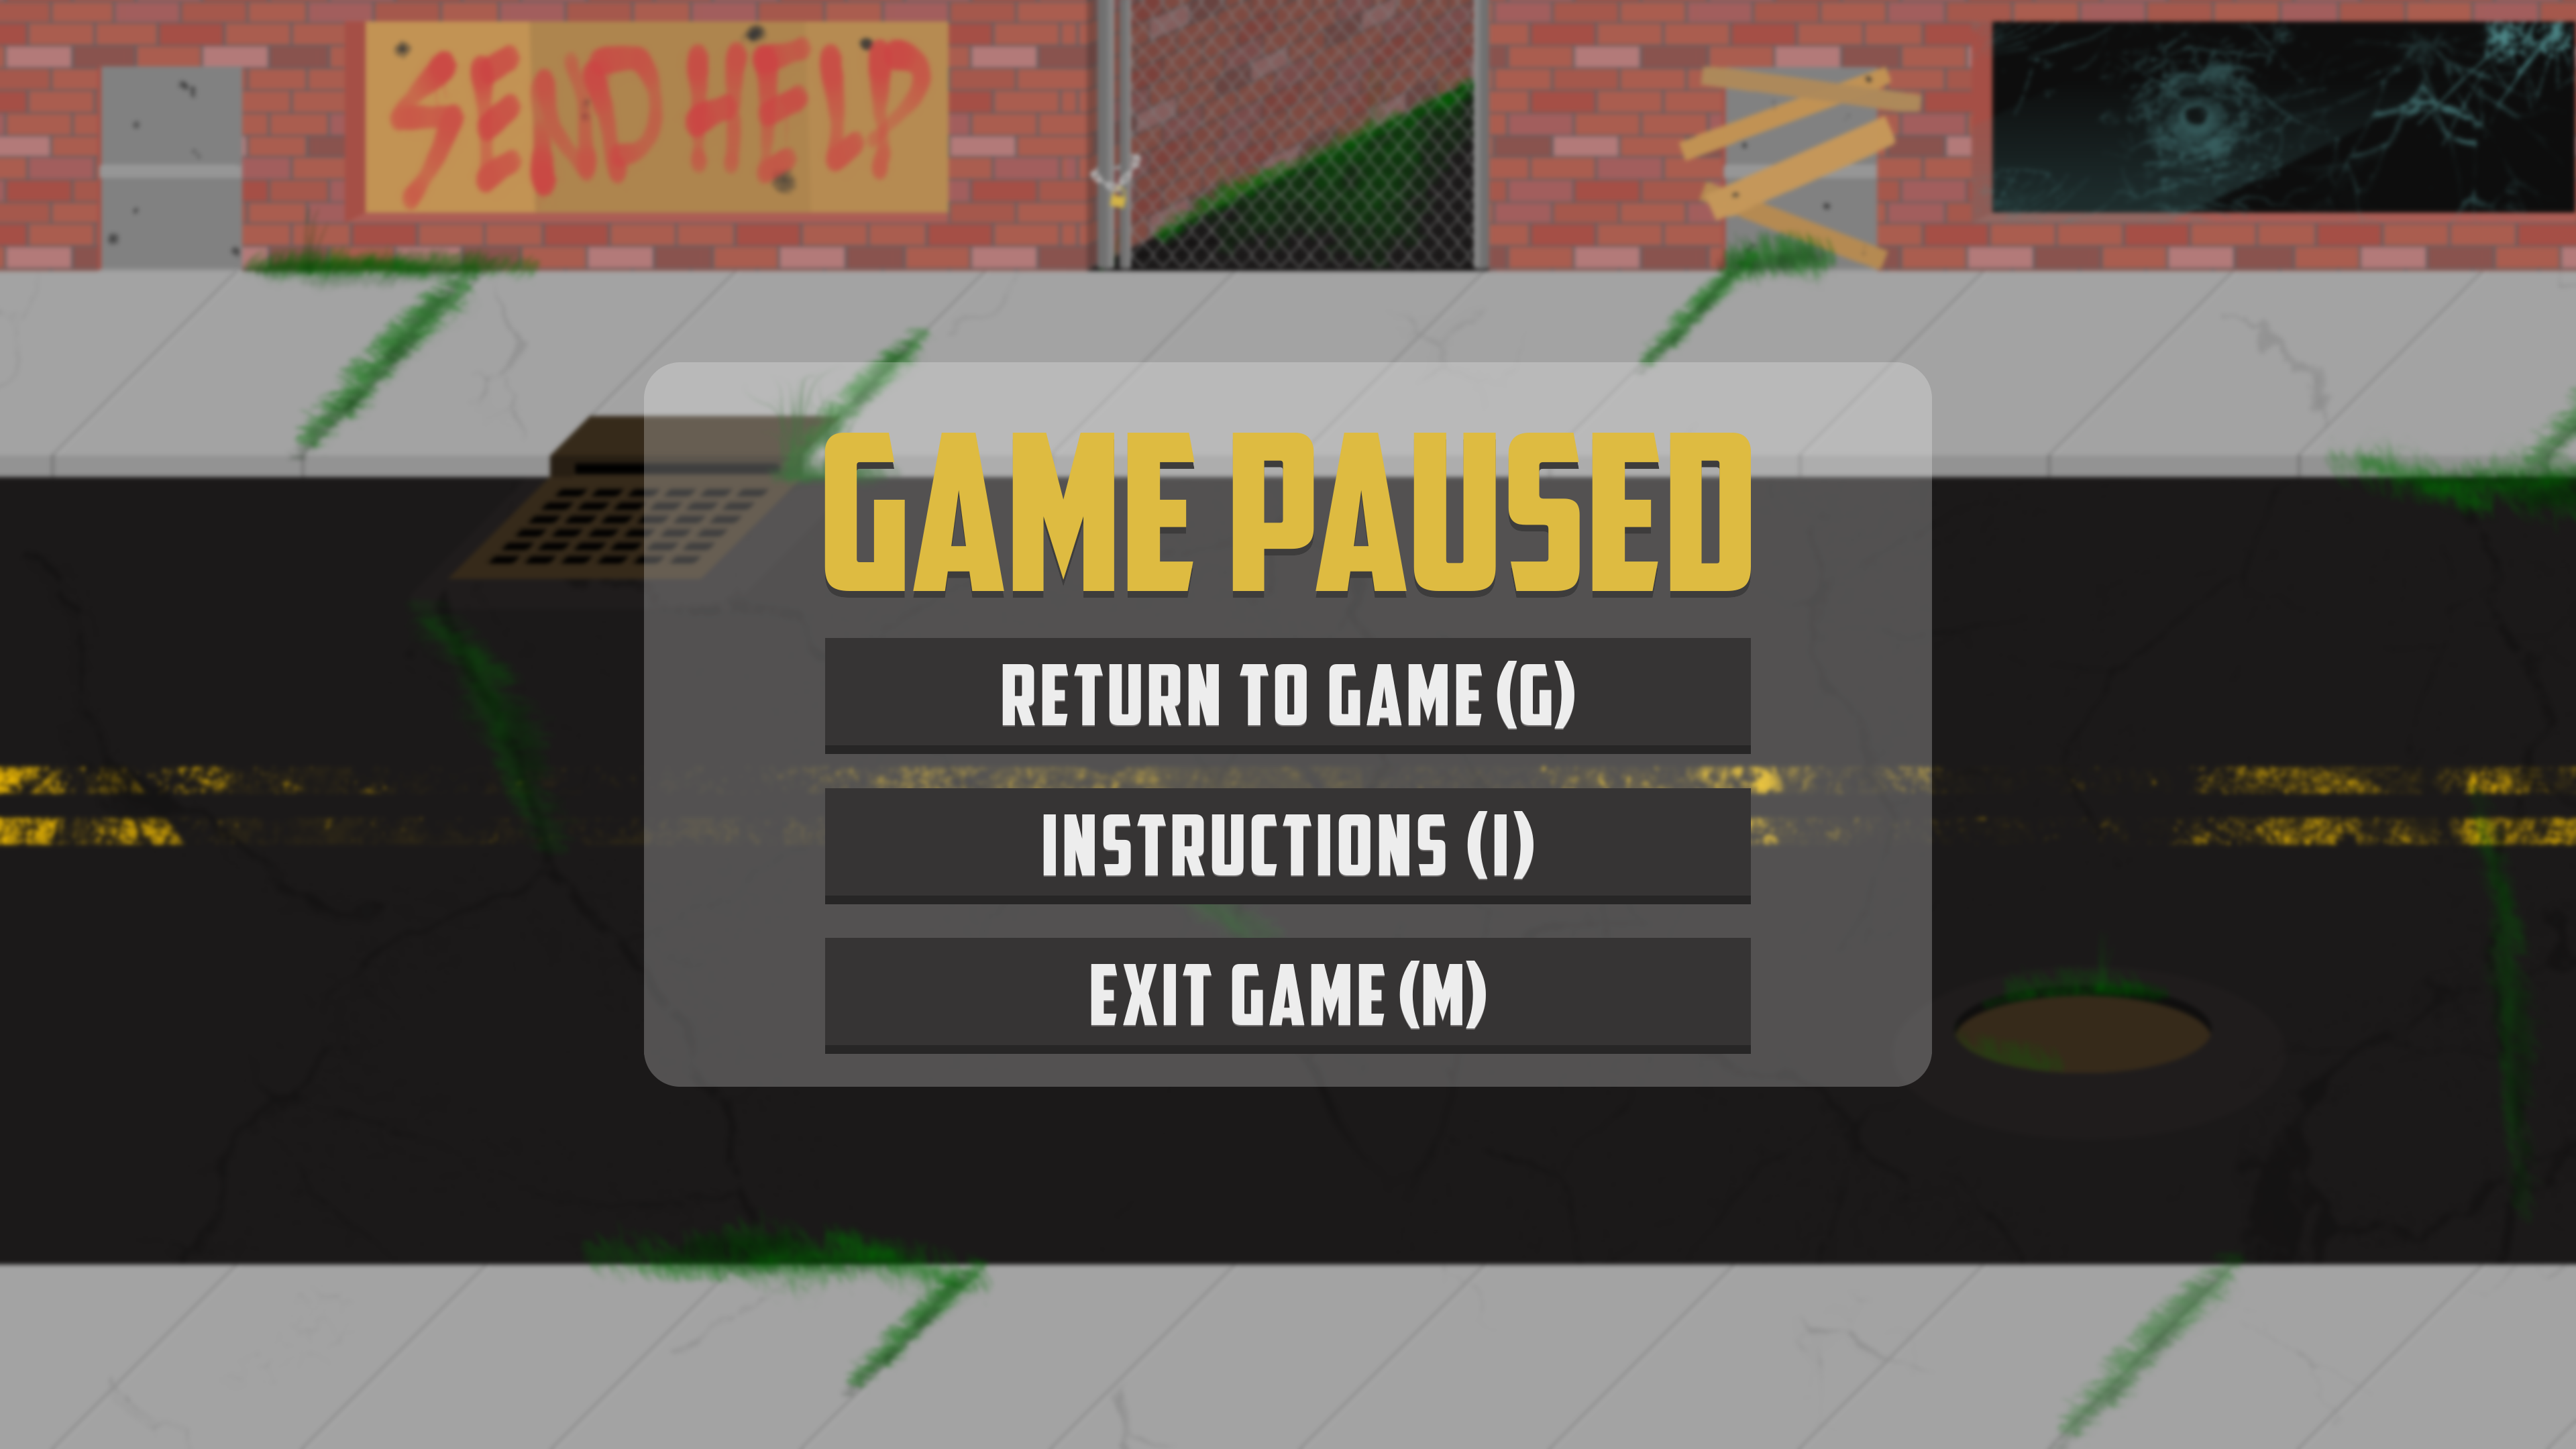 SEND HELP
GAME PAUSED
RETURN TO GAME (G)
INSTRUCTIONS (I)
EXIT GAME (M)